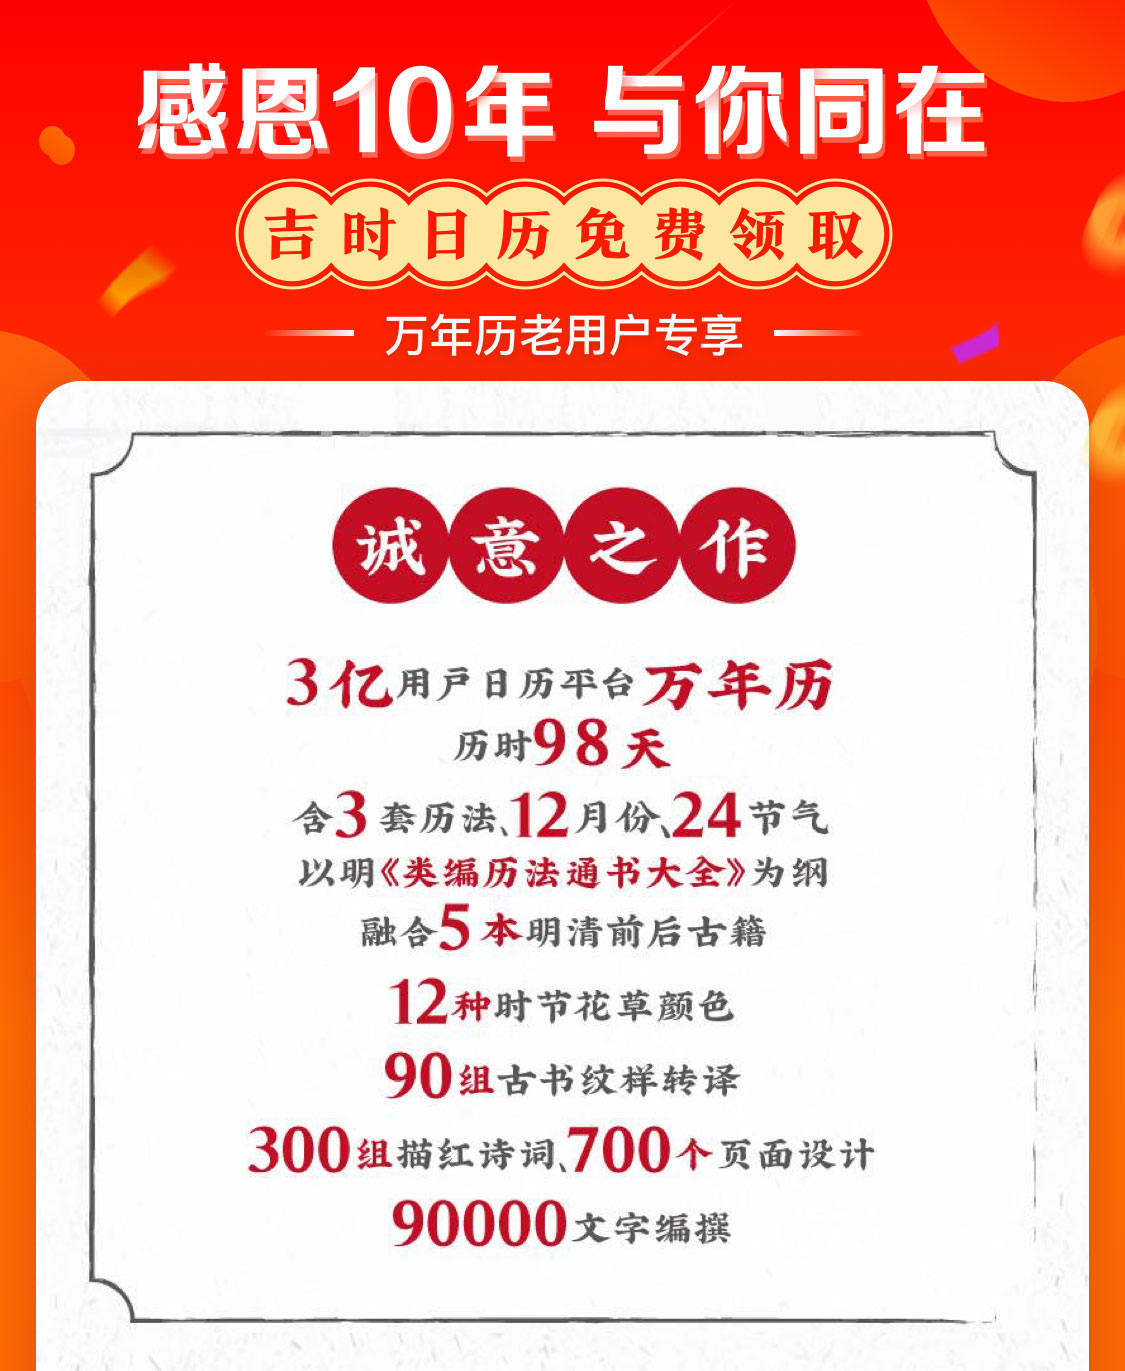 感恩10年 与你同在
吉时日历免费领取
万年历老用户专享
诚意之作
3亿用户日历平台万年历
历时98天
含3套历法、12月份、24节气
以明《类编历法通书大全》为纲
融合5本明清前后古籍
12种时节花草颜色
90组古书纹样转译
300组描红诗词、700个页面设计
90000文字编撰